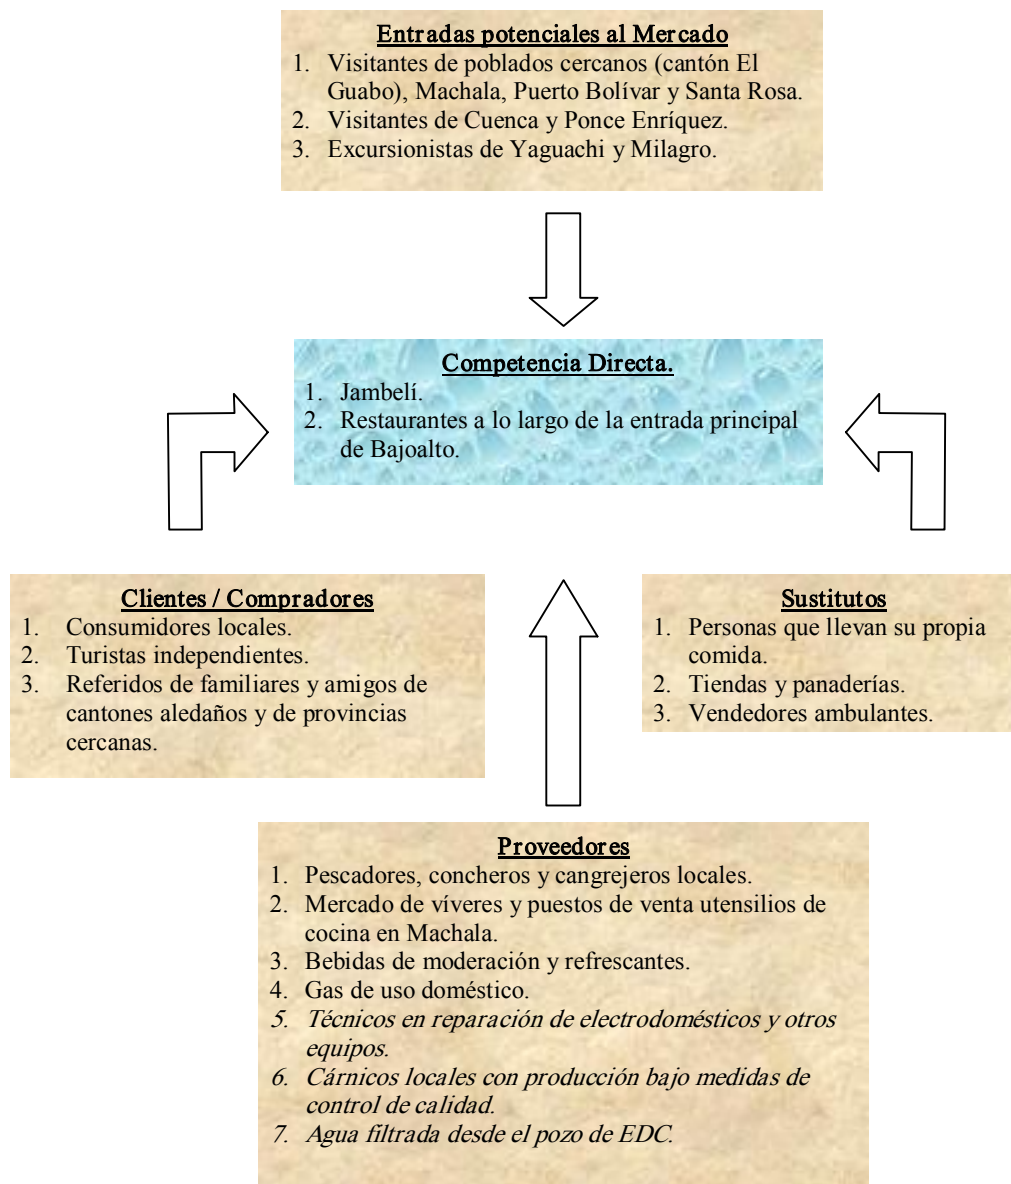 Entradas potenciales al Mercado
1. Visitantes de poblados cercanos (cantón El
Guabo), Machala, Puerto Bolívar y Santa Rosa.
2. Visitantes de Cuenca y Ponce Enríquez.
3. Excursionistas de Yaguachi y Milagro.
Competencia Directa.
1. Jambelí.
2. Restaurantes a lo largo de la entrada principal
de Bajoalto.
Clientes / Compradores
1. Consumidores locales.
2. Turistas independientes.
3. Referidos de familiares y amigos de
cantones aledaños y de provincias
cercanas.
Sustitutos
1. Personas que llevan su propia
comida.
2. Tiendas y panaderías.
3. Vendedores ambulantes.
Proveedores
1. Pescadores, concheros y cangrejeros locales.
2. Mercado de víveres y puestos de venta utensilios de
cocina en Machala.
3. Bebidas de moderación y refrescantes.
4. Gas de uso doméstico.
5. Técnicos en reparación de electrodomésticos y otros
equipos.
6. Cárnicos locales con producción bajo medidas de
control de calidad.
7. Agua filtrada desde el pozo de EDC.